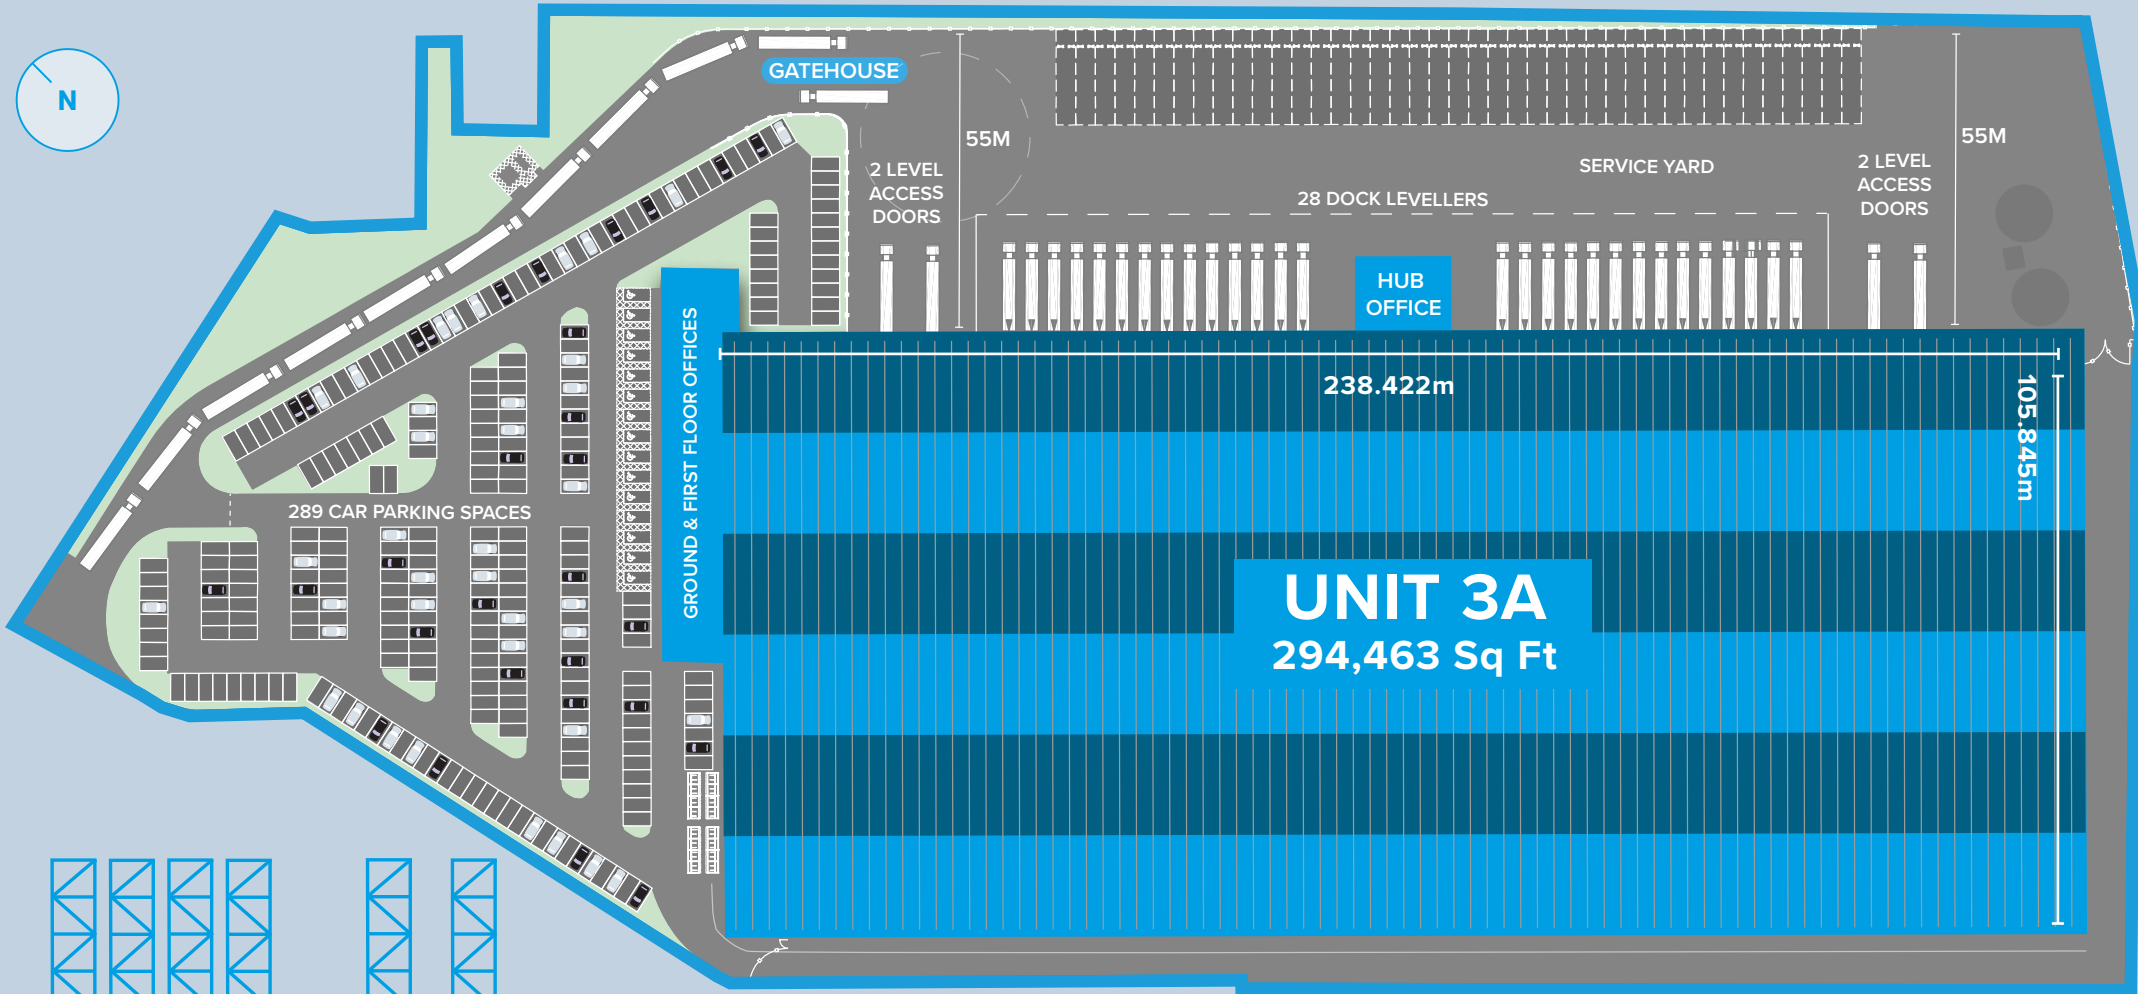 N
GATEHOUSE
55M
2 LEVEL
ACCESS
DOORS
28 DOCK LEVELLERS
SERVICE YARD
2 LEVEL
ACCESS
DOORS
55M
HUB
OFFICE
GROUND & FIRST FLOOR OFFICES
238.422m
105.845m
289 CAR PARKING SPACES
UNIT 3A
294,463 Sq Ft